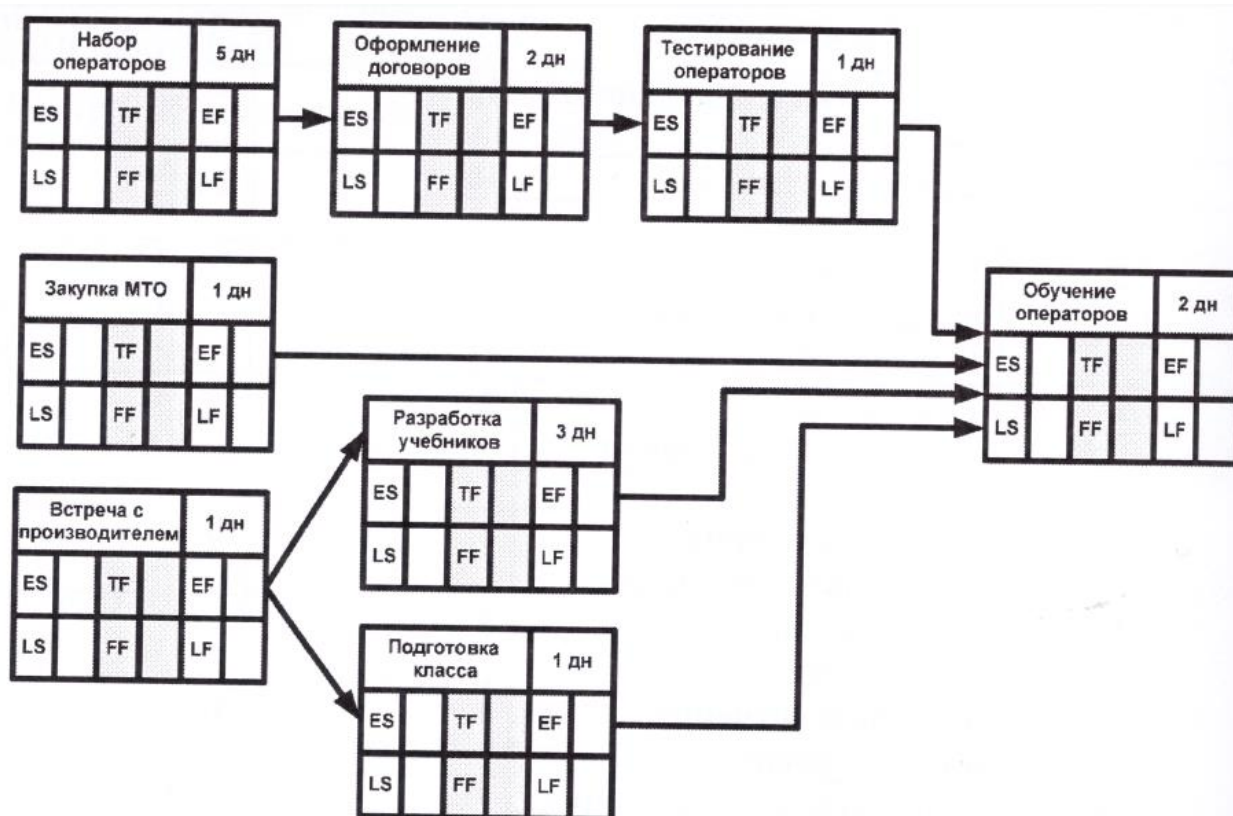 Набор
операторов
5 дн
ES TF EF
LS FF LF
Оформление
договоров
2 дн
ES TF EF
LS FF LF
Тестирование
операторов
1 дн
ES TF EF
LS FF LF
Закупка МТО
1 дн
ES TF EF
LS FF LF
Обучение
операторов
2 дн
ES TF EF
LS FF LF
Разработка
учебников
3 дн
ES TF EF
LS FF LF
Встреча с
производителем
1 дн
ES TF EF
LS FF LF
Подготовка
класса
1 дн
ES TF EF
LS FF LF